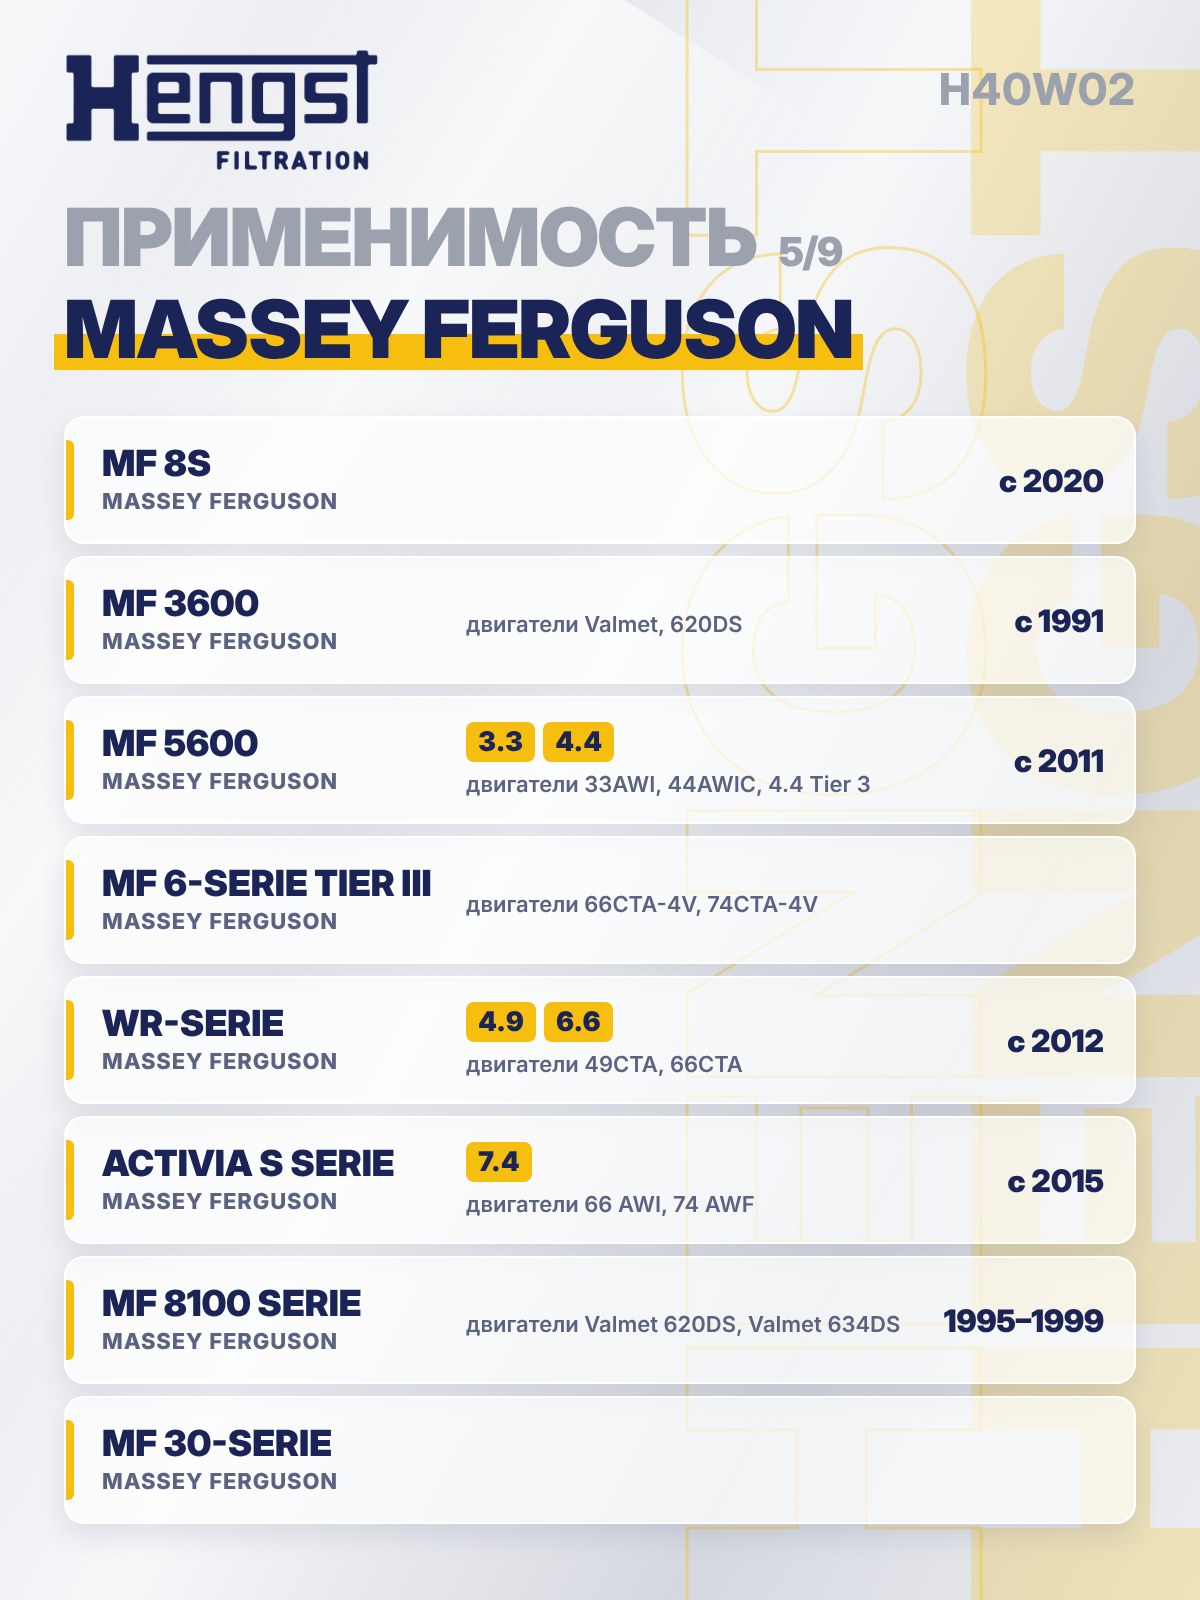 Hengst
FILTRATION
H40W02
ПРИМЕНИМОСТЬ 5/9
MASSEY FERGUSON
MF 8S
MASSEY FERGUSON
с 2020
MF 3600
MASSEY FERGUSON
двигатели Valmet, 620DS
с 1991
MF 5600
MASSEY FERGUSON
3.3 4.4
двигатели 33AWI, 44AWIC, 4.4 Tier 3
с 2011
MF 6-SERIE TIER III
MASSEY FERGUSON
двигатели 66CTA-4V, 74CTA-4V
WR-SERIE
MASSEY FERGUSON
4.9 6.6
двигатели 49CTA, 66CTA
с 2012
ACTIVIA S SERIE
MASSEY FERGUSON
7.4
двигатели 66 AWI, 74 AWF
с 2015
MF 8100 SERIE
MASSEY FERGUSON
двигатели Valmet 620DS, Valmet 634DS
1995–1999
MF 30-SERIE
MASSEY FERGUSON
HENGST
HENGST